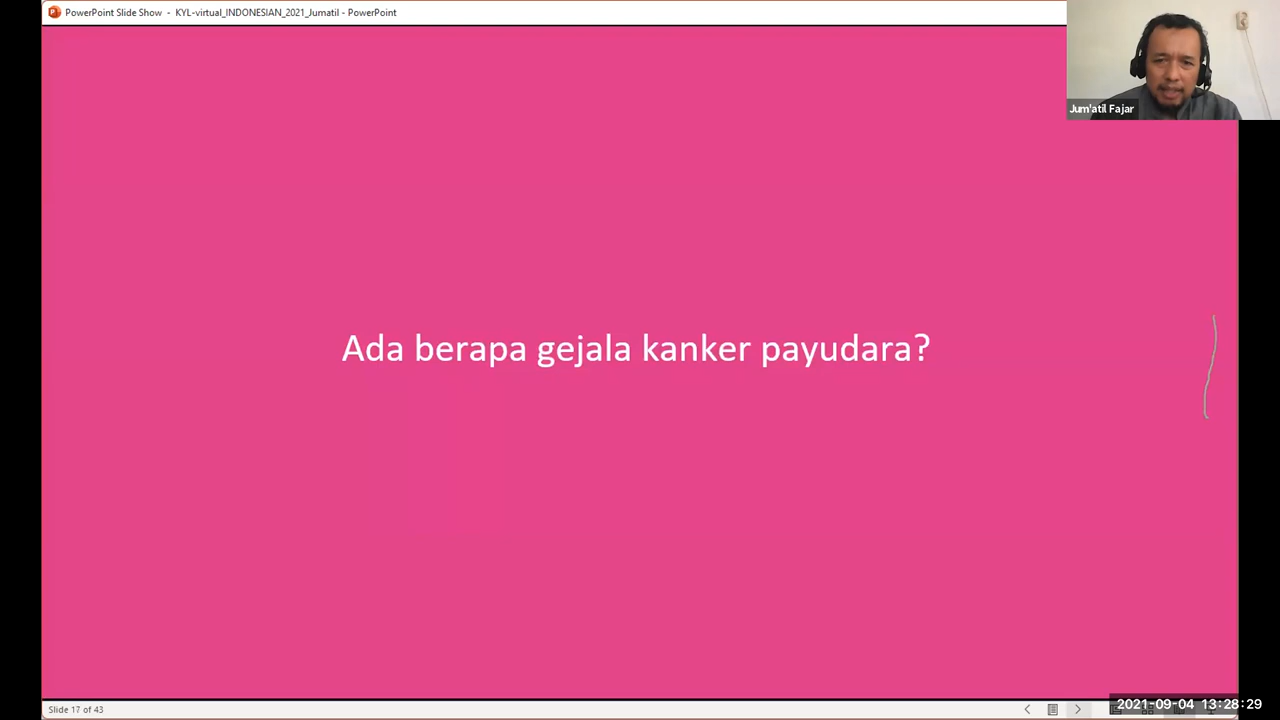 PowerPoint Slide Show - KYL-virtual_INDONESIAN_2021_Jumatil - PowerPoint
Jum'atil Fajar
Ada berapa gejala kanker payudara?
Slide 17 of 43
2021-09-04 13:28:29